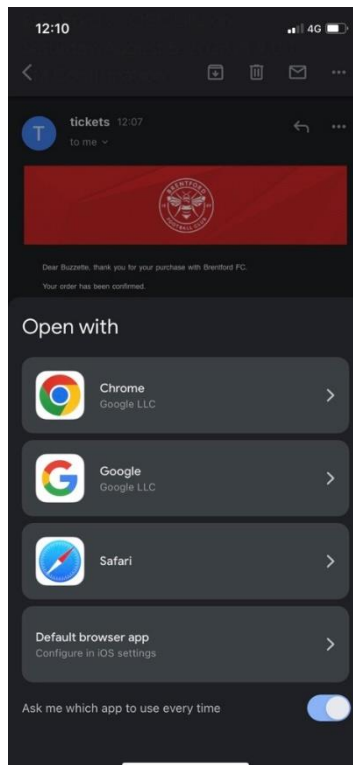 12:10
4G
tickets 12:07
T
to me
BRENTFORD
FOOTBALL CLUB
Dear Buzzette, thank you for your purchase with Brentford FC.
Your order has been confirmed.
Open with
Chrome
Google LLC
Google
Google LLC
Safari
Default browser app
Configure in iOS settings
Ask me which app to use every time